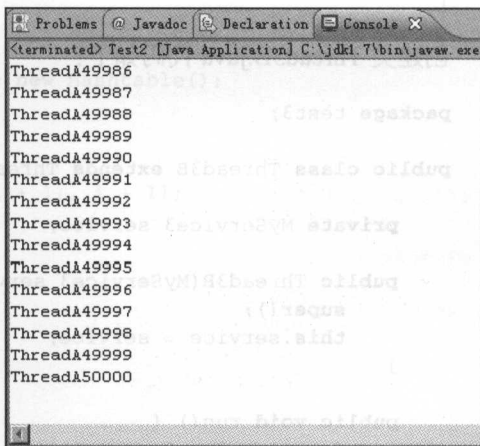 Problems @ Javadoc Declaration Console
<terminated> Test2 [Java Application] C:\jdk1.7\bin\javaw.exe
ThreadA49986
ThreadA49987
ThreadA49988
ThreadA49989
ThreadA49990
ThreadA49991
ThreadA49992
ThreadA49993
ThreadA49994
ThreadA49995
ThreadA49996
ThreadA49997
ThreadA49998
ThreadA49999
ThreadA50000